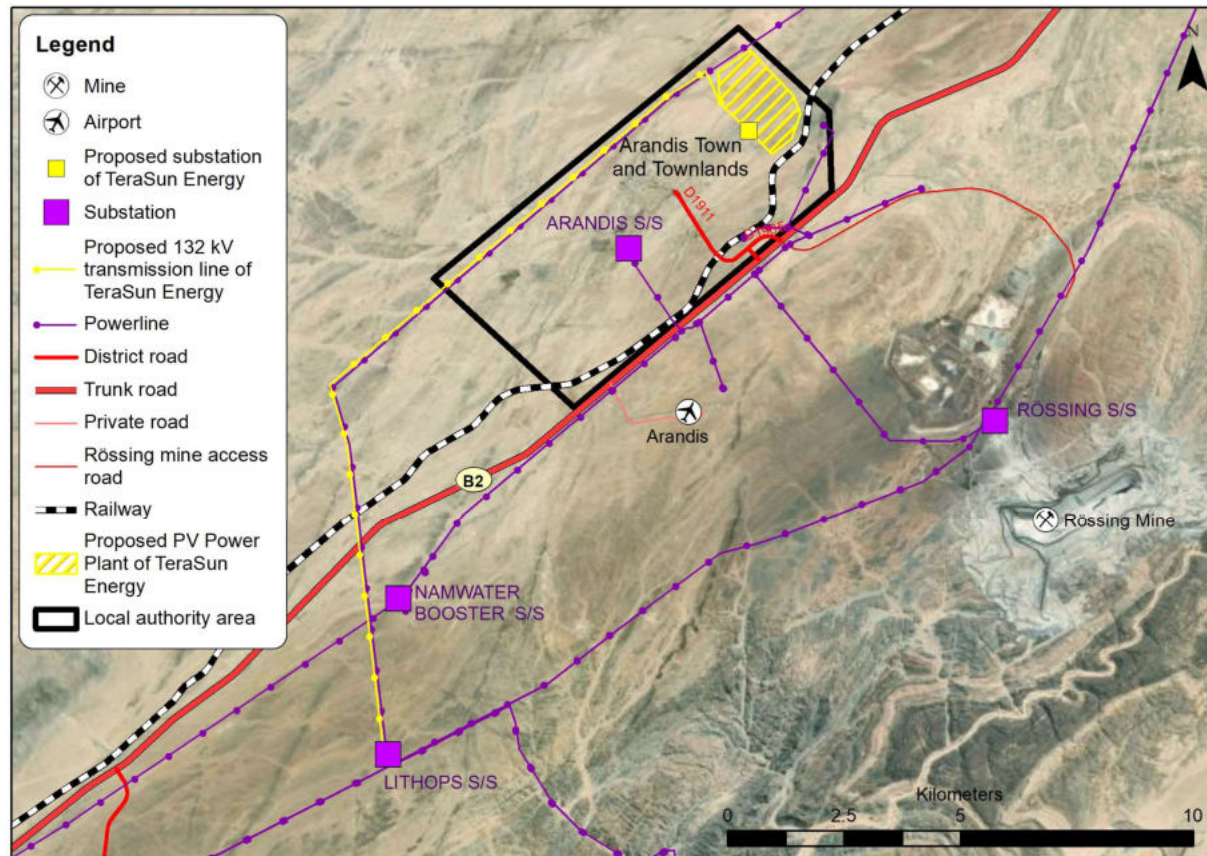 Legend
Mine
Airport
Proposed substation
of TeraSun Energy
Substation
Proposed 132 kV
transmission line of
TeraSun Energy
Powerline
District road
Trunk road
Private road
Rössing mine access
road
Railway
Proposed PV Power
Plant of TeraSun
Energy
Local authority area
N
Arandis Town
and Townlands
D1911
ARANDIS S/S
RÖSSING S/S
Arandis
B2
Rössing Mine
NAMWATER
BOOSTER S/S
LITHOPS S/S
Kilometers
0 2.5 5 10